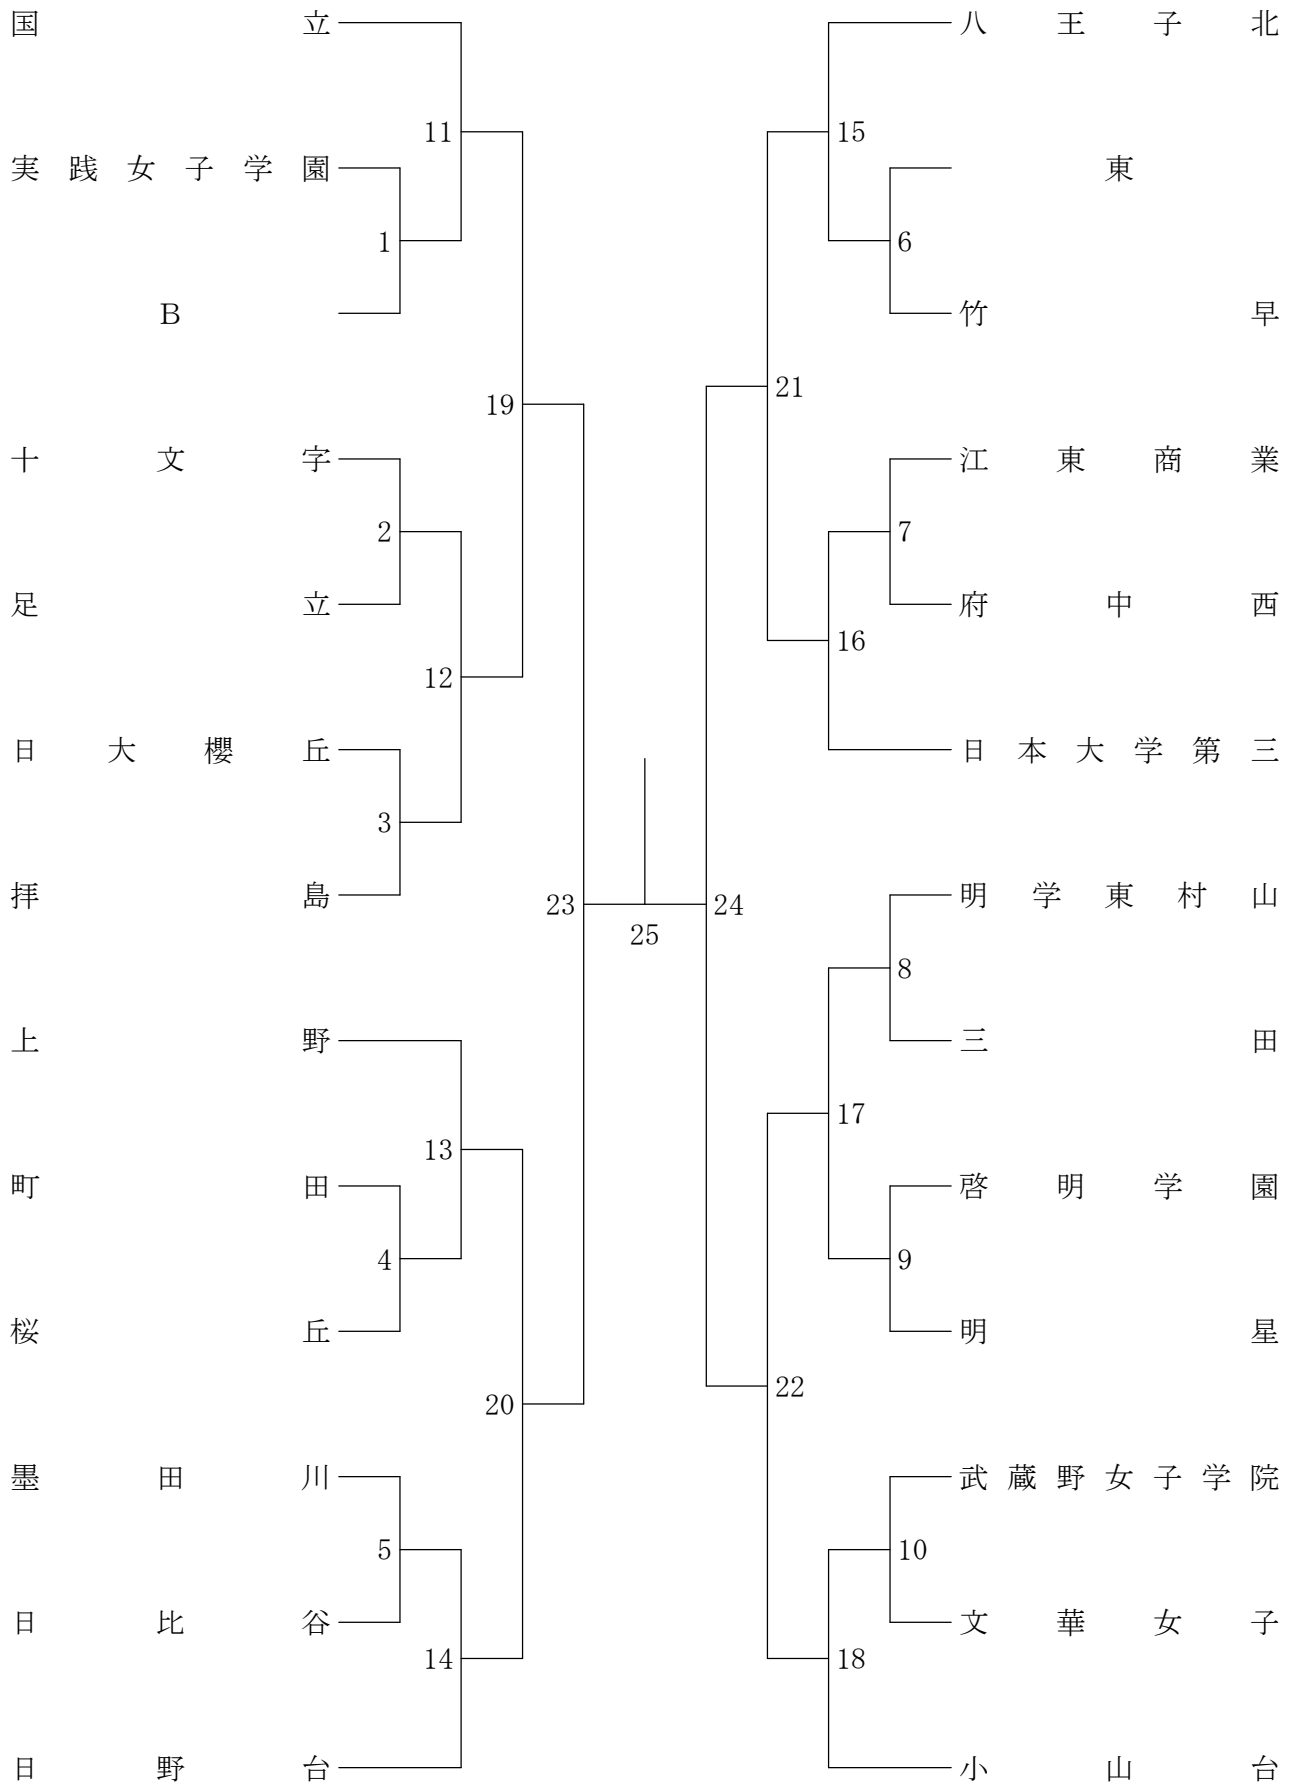 国立
実践女子学園
B
十文字
足立
日大櫻丘
拝島
上野
町田
桜丘
墨田川
日比谷
日野台
11
1
19
2
12
3
23
13
4
20
5
14
25
15
6
21
7
16
24
8
17
9
22
10
18
八王子北
東
竹早
江東商業
府中西
日本大学第三
明学東村山
三田
啓明学園
明星
武蔵野女子学院
文華女子
小山台